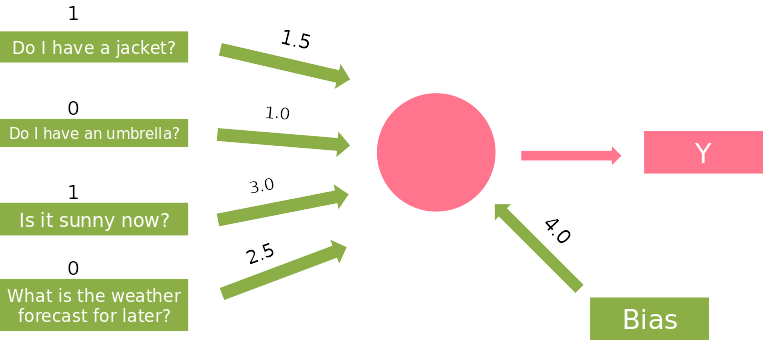 1
Do I have a jacket?
1.5
0
Do I have an umbrella?
1.0
1
Is it sunny now?
3.0
0
What is the weather
forecast for later?
2.5
Y
4.0
Bias